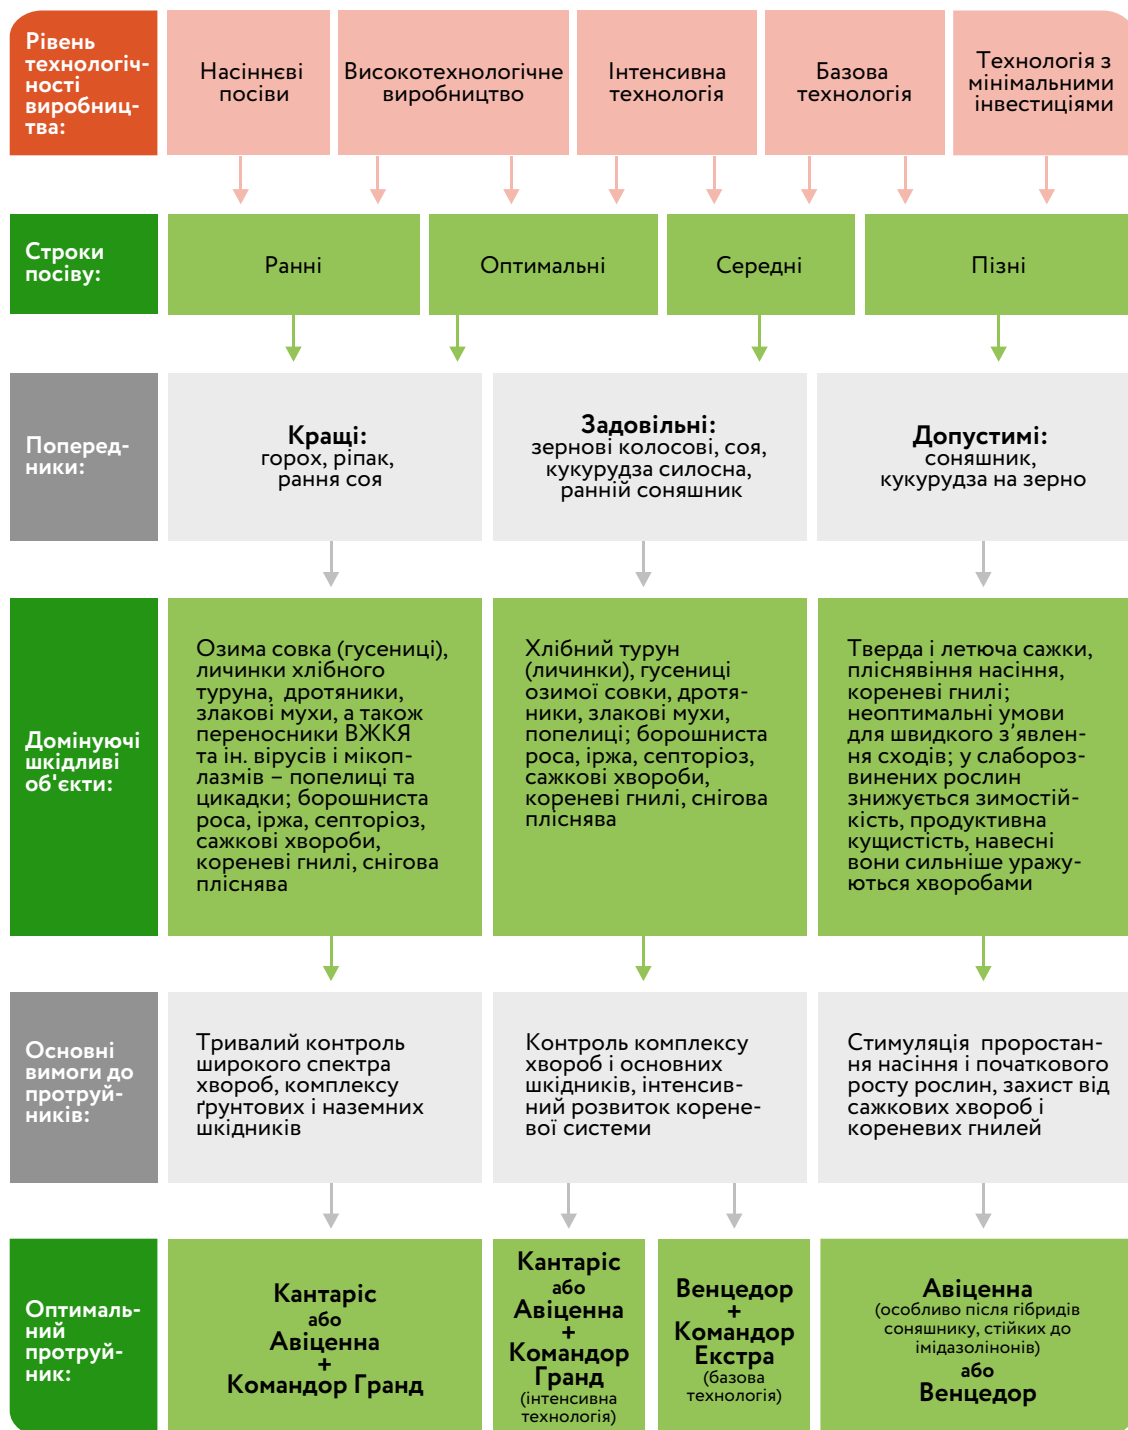 Рівень
технологіч-
ності
виробниц-
тва:
Насіннєві
посіви
Високотехнологічне
виробництво
Інтенсивна
технологія
Базова
технологія
Технологія з
мінімальними
інвестиціями
Строки
посіву:
Ранні
Оптимальні
Середні
Пізні
Поперед-
ники:
Кращі:
горох, ріпак,
рання соя
Задовільні:
зернові колосові, соя,
кукурудза силосна,
ранній соняшник
Допустимі:
соняшник,
кукурудза на зерно
Домінуючі
шкідливі
об'єкти:
Озима совка (гусениці),
личинки хлібного
туруна, дротяники,
злакові мухи, а також
переносники ВЖКЯ
та ін. вірусів і мікоп-
лазмів – попелиці та
цикадки; борошниста
роса, іржа, септоріоз,
сажкові хвороби,
кореневі гнилі, снігова
пліснява
Хлібний турун
(личинки), гусениці
озимої совки, дротя-
ники, злакові мухи,
попелиці; борошниста
роса, іржа, септоріоз,
сажкові хвороби,
кореневі гнилі, снігова
пліснява
Тверда і летюча сажки,
пліснявіння насіння,
кореневі гнилі;
неоптимальні умови
для швидкого з’явлен-
ня сходів; у слабороз-
винених рослин
знижується зимостій-
кість, продуктивна
кущистість, навесні
вони сильніше уражу-
ються хворобами
Основні
вимоги до
протруй-
ників:
Тривалий контроль
широкого спектра
хвороб, комплексу
ґрунтових і наземних
шкідників
Контроль комплексу
хвороб і основних
шкідників, інтенсив-
ний розвиток корене-
вої системи
Стимуляція проростан-
ня насіння і початкового
росту рослин, захист від
сажкових хвороб і
кореневих гнилей
Оптималь-
ний
протруй-
ник:
Кантаріс
або
Авіценна
+
Командор Гранд
Кантаріс
або
Авіценна
+
Командор
Гранд
(інтенсивна
технологія)
Венцедор
+
Командор
Екстра
(базова
технологія)
Авіценна
(особливо після гібридів
соняшнику, стійких до
імідазолінонів)
або
Венцедор